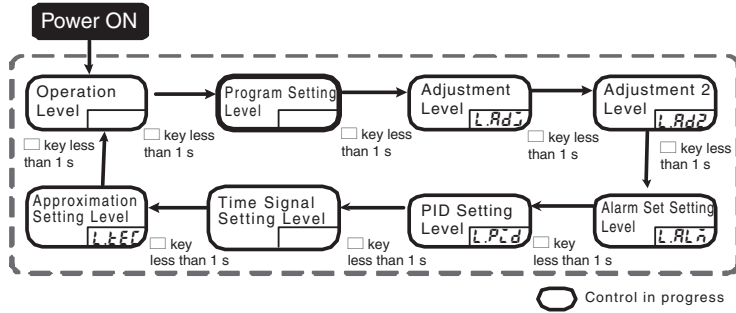 Power ON
Operation
Level
Program Setting
Level
Adjustment
Level
L.AdJ
Adjustment 2
Level
L.Ad2
key less
than 1 s
key less
than 1 s
key less
than 1 s
key less
than 1 s
key less
than 1 s
Approximation
Setting Level
Time Signal
Setting Level
PID Setting
Level
L.PId
Alarm Set Setting
Level
L.ALM
key
less than 1 s
key
less than 1 s
key
less than 1 s
Control in progress